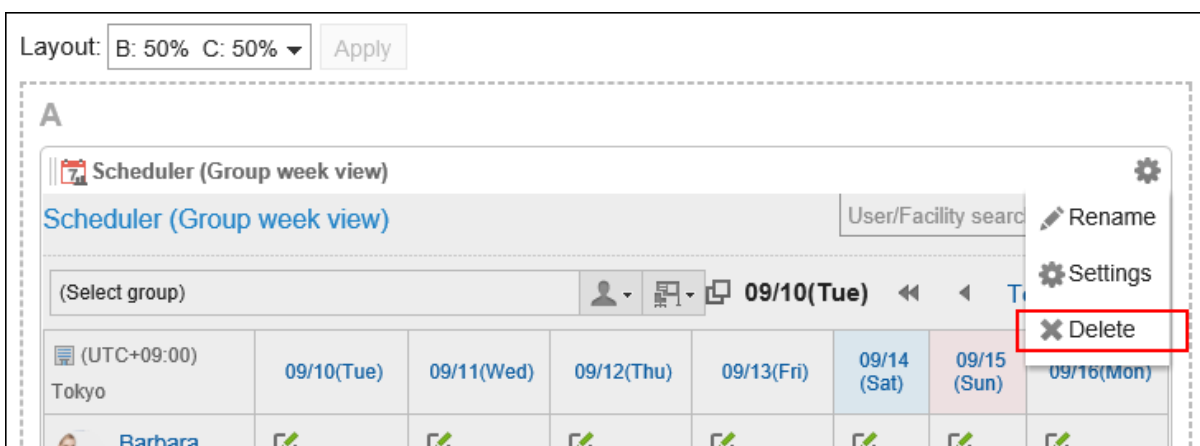 Layout: B: 50% C: 50% Apply
A
Scheduler (Group week view)
Scheduler (Group week view) User/Facility searc
Rename
Settings
Delete
(Select group) 09/10(Tue)
(UTC+09:00)
Tokyo
09/10(Tue) 09/11(Wed) 09/12(Thu) 09/13(Fri) 09/14
(Sat) 09/15
(Sun) 09/16(Mon)
Barbara